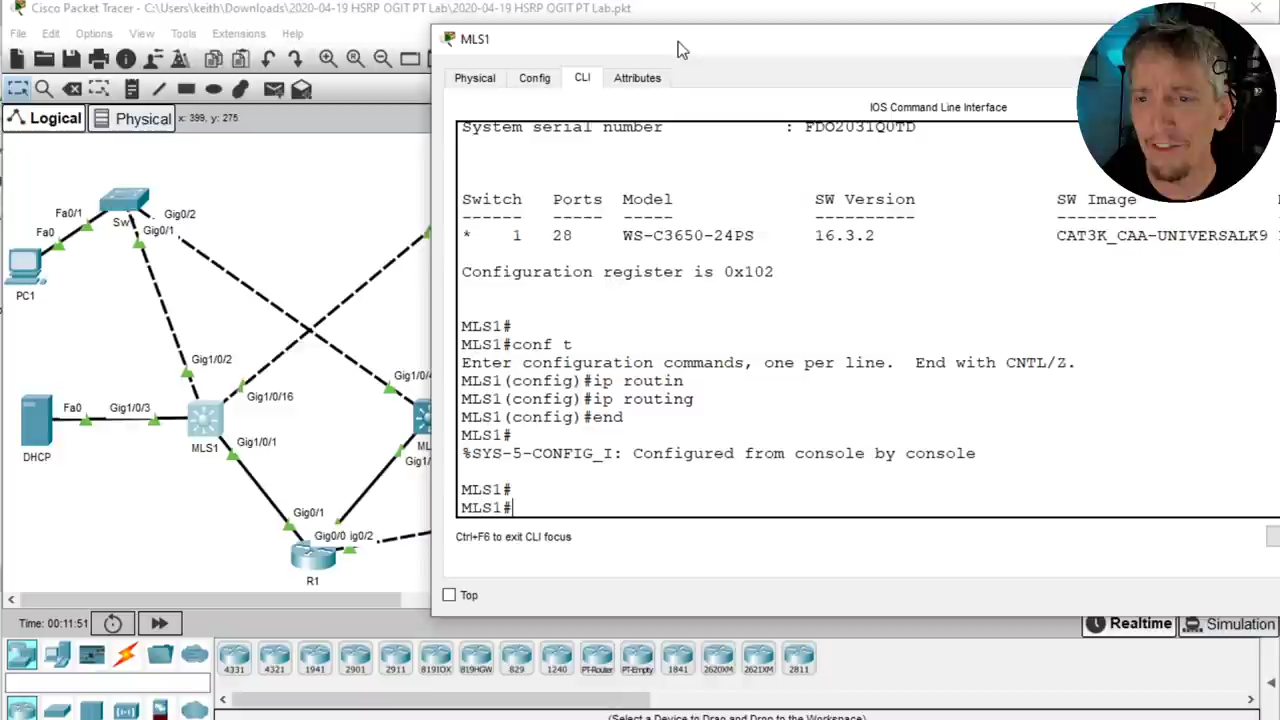 Cisco Packet Tracer - C:\Users\keith\Downloads\2020-04-19 HSRP OGIT PT Lab\2020-04-19 HSRP OGIT PT Lab.pkt
File Edit Options View Tools Extensions Help
Logical Physical x: 399, y: 275
MLS1
Physical Config CLI Attributes
IOS Command Line Interface
System serial number : FDO2031Q0TD
Switch Ports Model SW Version SW Image
------ ----- ----- ---------- ----------
* 1 28 WS-C3650-24PS 16.3.2 CAT3K_CAA-UNIVERSALK9
Configuration register is 0x102
MLS1#
MLS1#conf t
Enter configuration commands, one per line. End with CNTL/Z.
MLS1(config)#ip routin
MLS1(config)#ip routing
MLS1(config)#end
MLS1#
%SYS-5-CONFIG_I: Configured from console by console
MLS1#
MLS1#
Ctrl+F6 to exit CLI focus
Top
Fa0/1
Gig0/2
Sw
Fa0
Gig0/1
PC1
Gig1/0/2
Gig1/0/4
Gig1/0/16
Fa0
Gig1/0/3
DHCP
MLS1
ML
Gig1/0/1
Gig1/
Gig0/1
Gig0/0 ig0/2
R1
Time: 00:11:51
Realtime Simulation
4331 4321 1941 2901 2911 819IOX 819HGW 829 1240 PT-Router PT-Empty 1841 2620XM 2621XM 2811
(Select a Device to Drag and Drop to the Workspace)